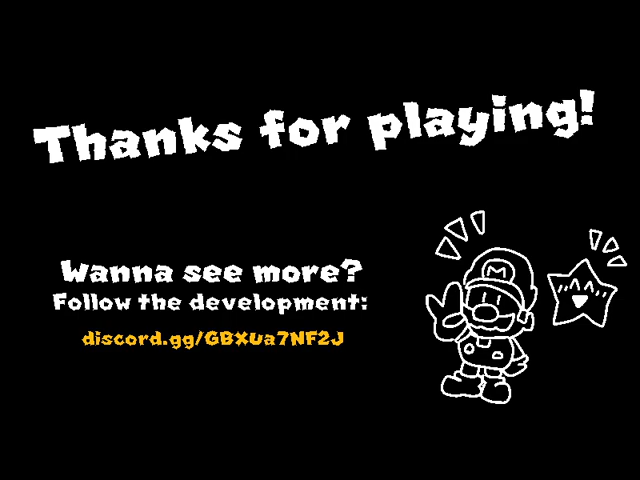 Thanks for playing!
Wanna see more?
Follow the development:
discord.gg/GBXUa7NF2J
M